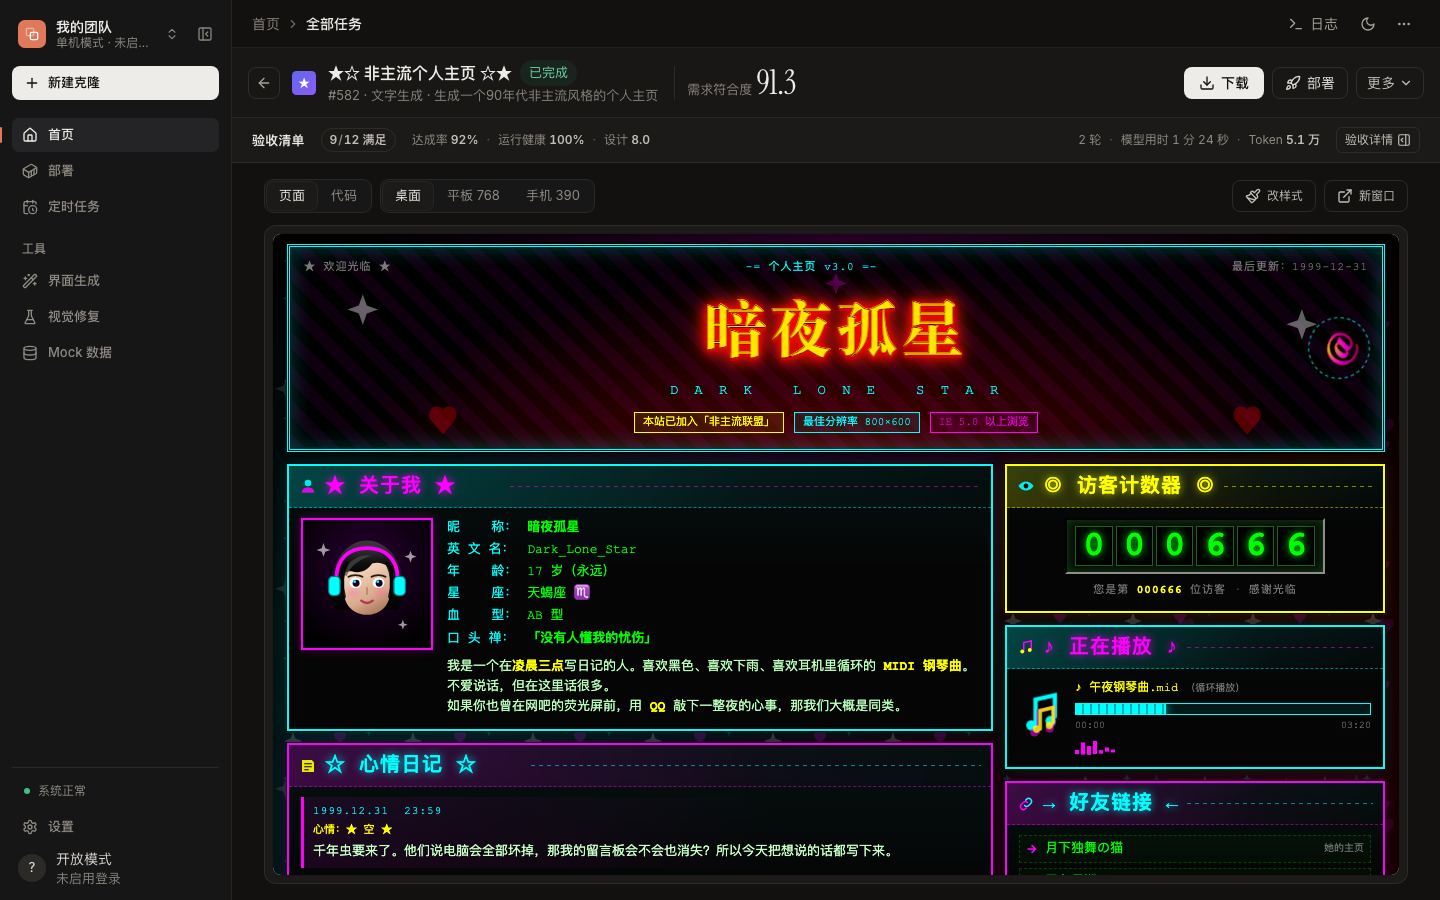 我的团队
单机模式 · 未启...
新建克隆
首页
部署
定时任务
工具
界面生成
视觉修复
Mock 数据
系统正常
设置
? 开放模式
未启用登录
首页 > 全部任务
日志
★☆ 非主流个人主页 ☆★ 已完成
#582 · 文字生成 · 生成一个90年代非主流风格的个人主页
需求符合度 91.3
下载
部署
更多
验收清单 9/12 满足 达成率 92% · 运行健康 100% · 设计 8.0
2 轮 · 模型用时 1 分 24 秒 · Token 5.1 万
验收详情
页面 代码 桌面 平板 768 手机 390
改样式
新窗口
★ 欢迎光临 ★
-= 个人主页 v3.0 =-
最后更新: 1999-12-31
暗夜孤星
DARK LONE STAR
本站已加入「非主流联盟」
最佳分辨率 800×600
IE 5.0 以上浏览
★ 关于我 ★
昵 称: 暗夜孤星
英 文 名: Dark_Lone_Star
年 龄: 17 岁 (永远)
星 座: 天蝎座 ♏
血 型: AB 型
口 头 禅: 「没有人懂我的忧伤」
我是一个在凌晨三点写日记的人。喜欢黑色、喜欢下雨、喜欢耳机里循环的 MIDI 钢琴曲。
不爱说话，但在这里话很多。
如果你也曾在网吧的荧光屏前，用 QQ 敲下一整夜的心事，那我们大概是同类。
☆ 心情日记 ☆
1999.12.31 23:59
心情: ★ 空 ★
千年虫要来了。他们说电脑会全部坏掉，那我的留言板会不会也消失？所以今天把想说的话都写下来。
◎ 访客计数器 ◎
000666
您是第 000666 位访客 · 感谢光临
♪ 正在播放 ♪
♪ 午夜钢琴曲.mid (循环播放)
00:00 03:20
→ 好友链接 ←
→ 月下独舞の猫 她的主页